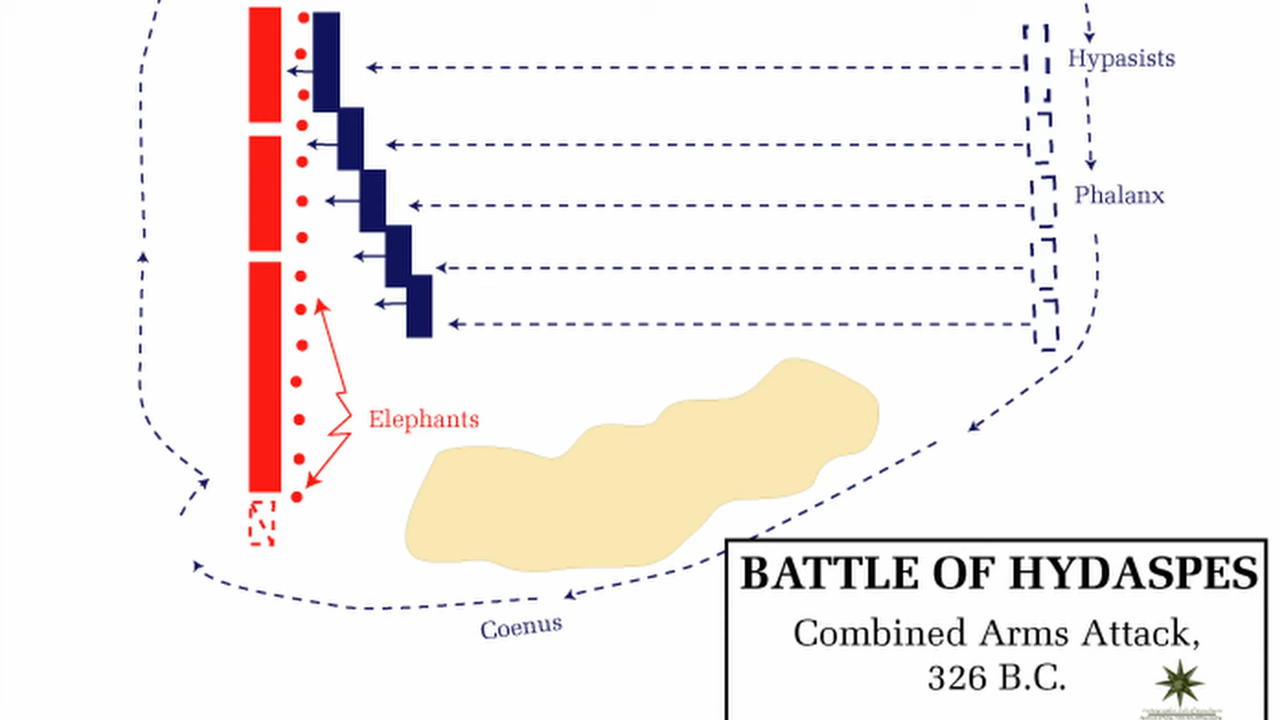 Hypasists
Phalanx
Elephants
Coenus
BATTLE OF HYDASPES
Combined Arms Attack,
326 B.C.